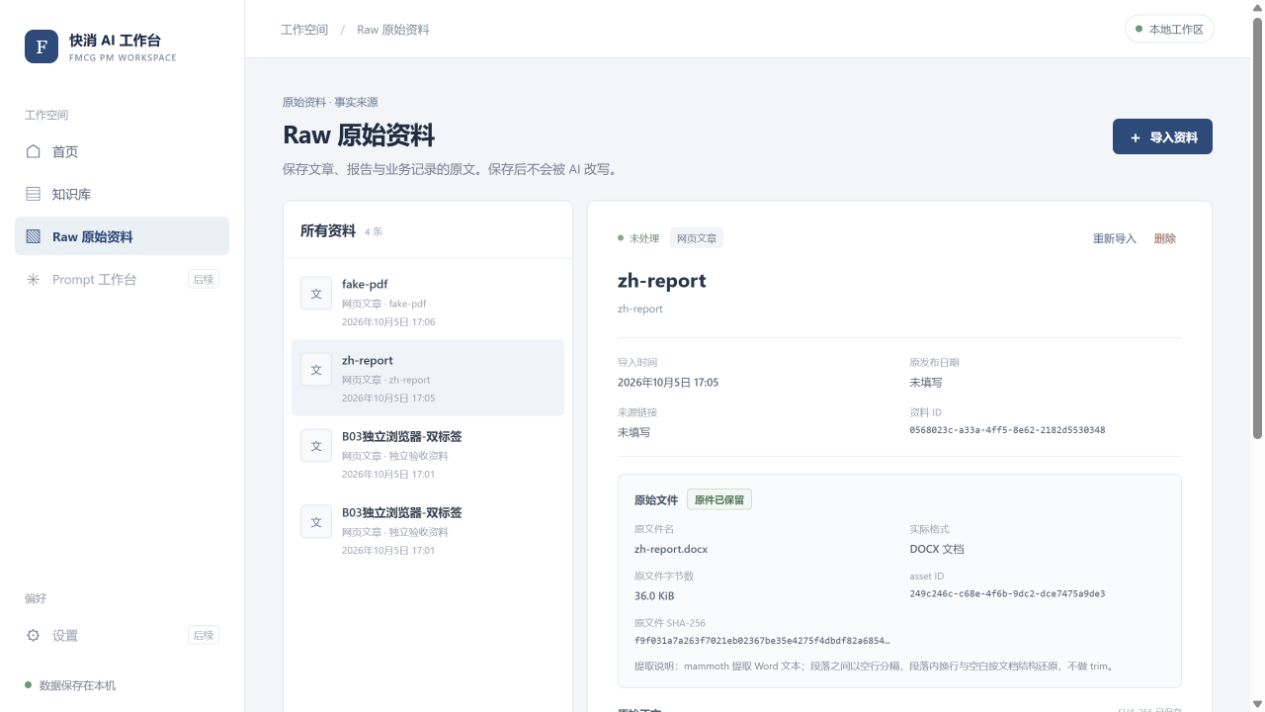 F
快消 AI 工作台
FMCG PM WORKSPACE
工作空间
首页
知识库
Raw 原始资料
Prompt 工作台 后续
偏好
设置 后续
数据保存在本机
工作空间 / Raw 原始资料
本地工作区
原始资料 · 事实来源
Raw 原始资料
保存文章、报告与业务记录的原文。保存后不会被 AI 改写。
+ 导入资料
所有资料 4 条
文
fake-pdf
网页文章 · fake-pdf
2026年10月5日 17:06
文
zh-report
网页文章 · zh-report
2026年10月5日 17:05
文
B03独立浏览器-双标签
网页文章 · 独立验收资料
2026年10月5日 17:01
文
B03独立浏览器-双标签
网页文章 · 独立验收资料
2026年10月5日 17:01
未处理 网页文章
重新导入 删除
zh-report
zh-report
导入时间
2026年10月5日 17:05
原发布日期
未填写
来源链接
未填写
资料 ID
0568023c-a33a-4ff5-8e62-2182d5530348
原始文件 原件已保留
原文件名
zh-report.docx
实际格式
DOCX 文档
原文件字节数
36.0 KiB
asset ID
249c246c-c68e-4f6b-9dc2-dce7475a9de3
原文件 SHA-256
f9f031a7a263f7021eb02367be35e4275f4dbdf82a6854…
提取说明：mammoth 提取 Word 文本；段落之间以空行分隔，段落内换行与空白按文档结构还原，不做 trim。